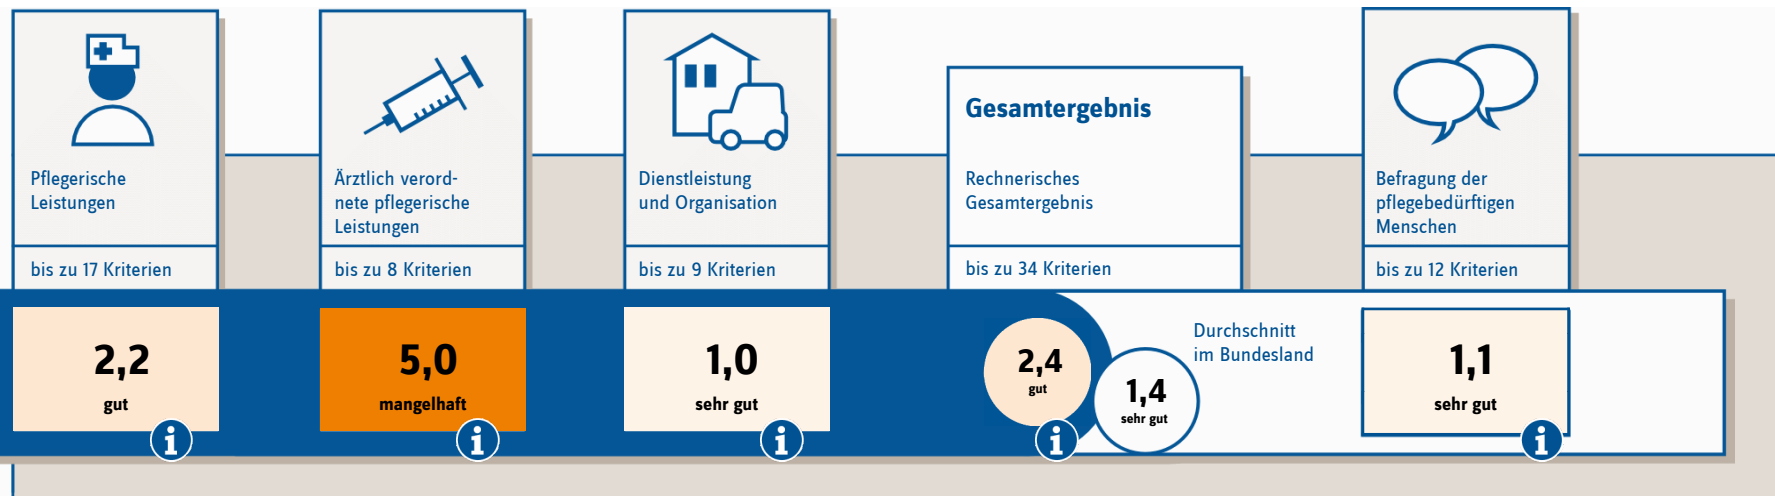 Pflegerische
Leistungen
bis zu 17 Kriterien
2,2
gut
i
Ärztlich verord-
nete pflegerische
Leistungen
bis zu 8 Kriterien
5,0
mangelhaft
i
Dienstleistung
und Organisation
bis zu 9 Kriterien
1,0
sehr gut
i
Gesamtergebnis
Rechnerisches
Gesamtergebnis
bis zu 34 Kriterien
2,4
gut
i
Durchschnitt
im Bundesland
1,4
sehr gut
Befragung der
pflegebedürftigen
Menschen
bis zu 12 Kriterien
1,1
sehr gut
i